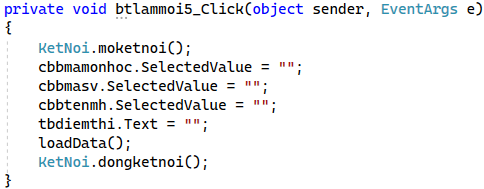 private void btlammoi5_Click(object sender, EventArgs e)
{
    KetNoi.moketnoi();
    cbbmamonhoc.SelectedValue = "";
    cbbmasv.SelectedValue = "";
    cbbtenmh.SelectedValue = "";
    tbdiemthi.Text = "";
    loadData();
    KetNoi.dongketnoi();
}